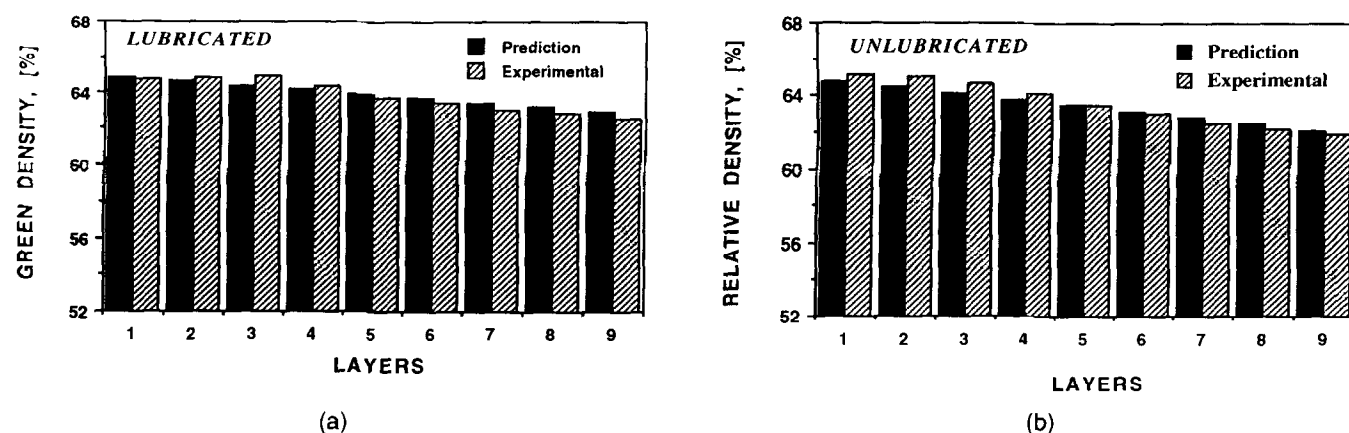 LUBRICATED
Prediction
Experimental
GREEN DENSITY, [%]
68
64
60
56
52
1 2 3 4 5 6 7 8 9
LAYERS
(a)
UNLUBRICATED
Prediction
Experimental
RELATIVE DENSITY, [%]
68
64
60
56
52
1 2 3 4 5 6 7 8 9
LAYERS
(b)